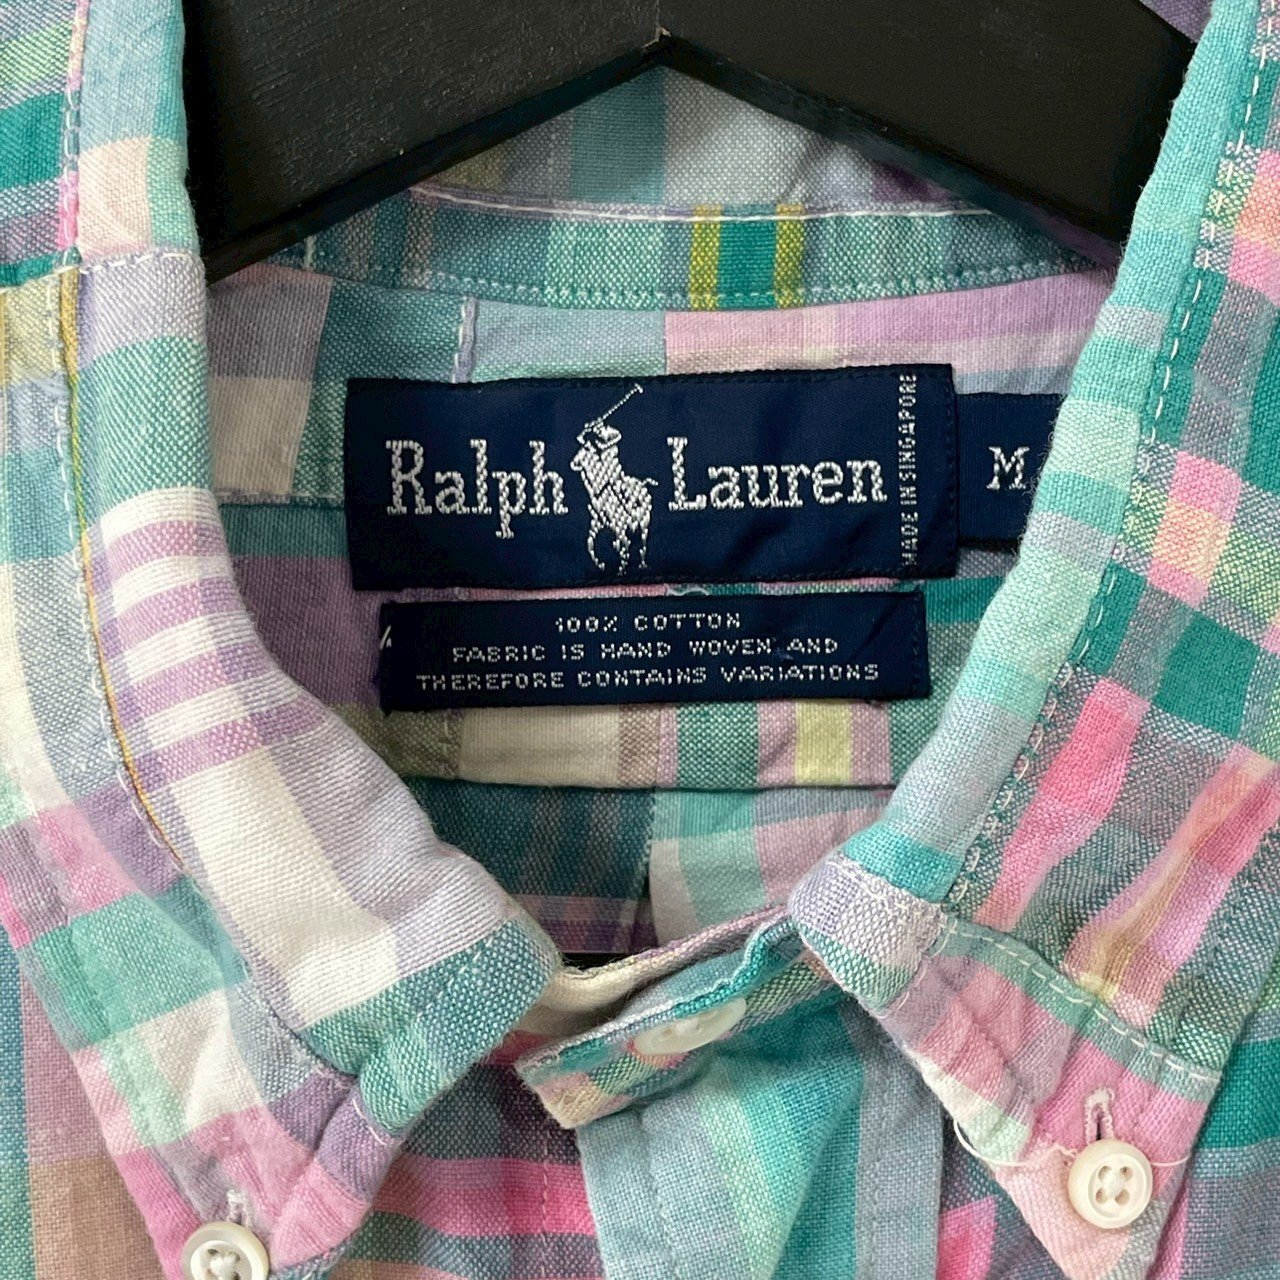 Ralph Lauren
MADE IN SINGAPORE
M
100% COTTON
FABRIC IS HAND WOVEN AND
THEREFORE CONTAINS VARIATIONS